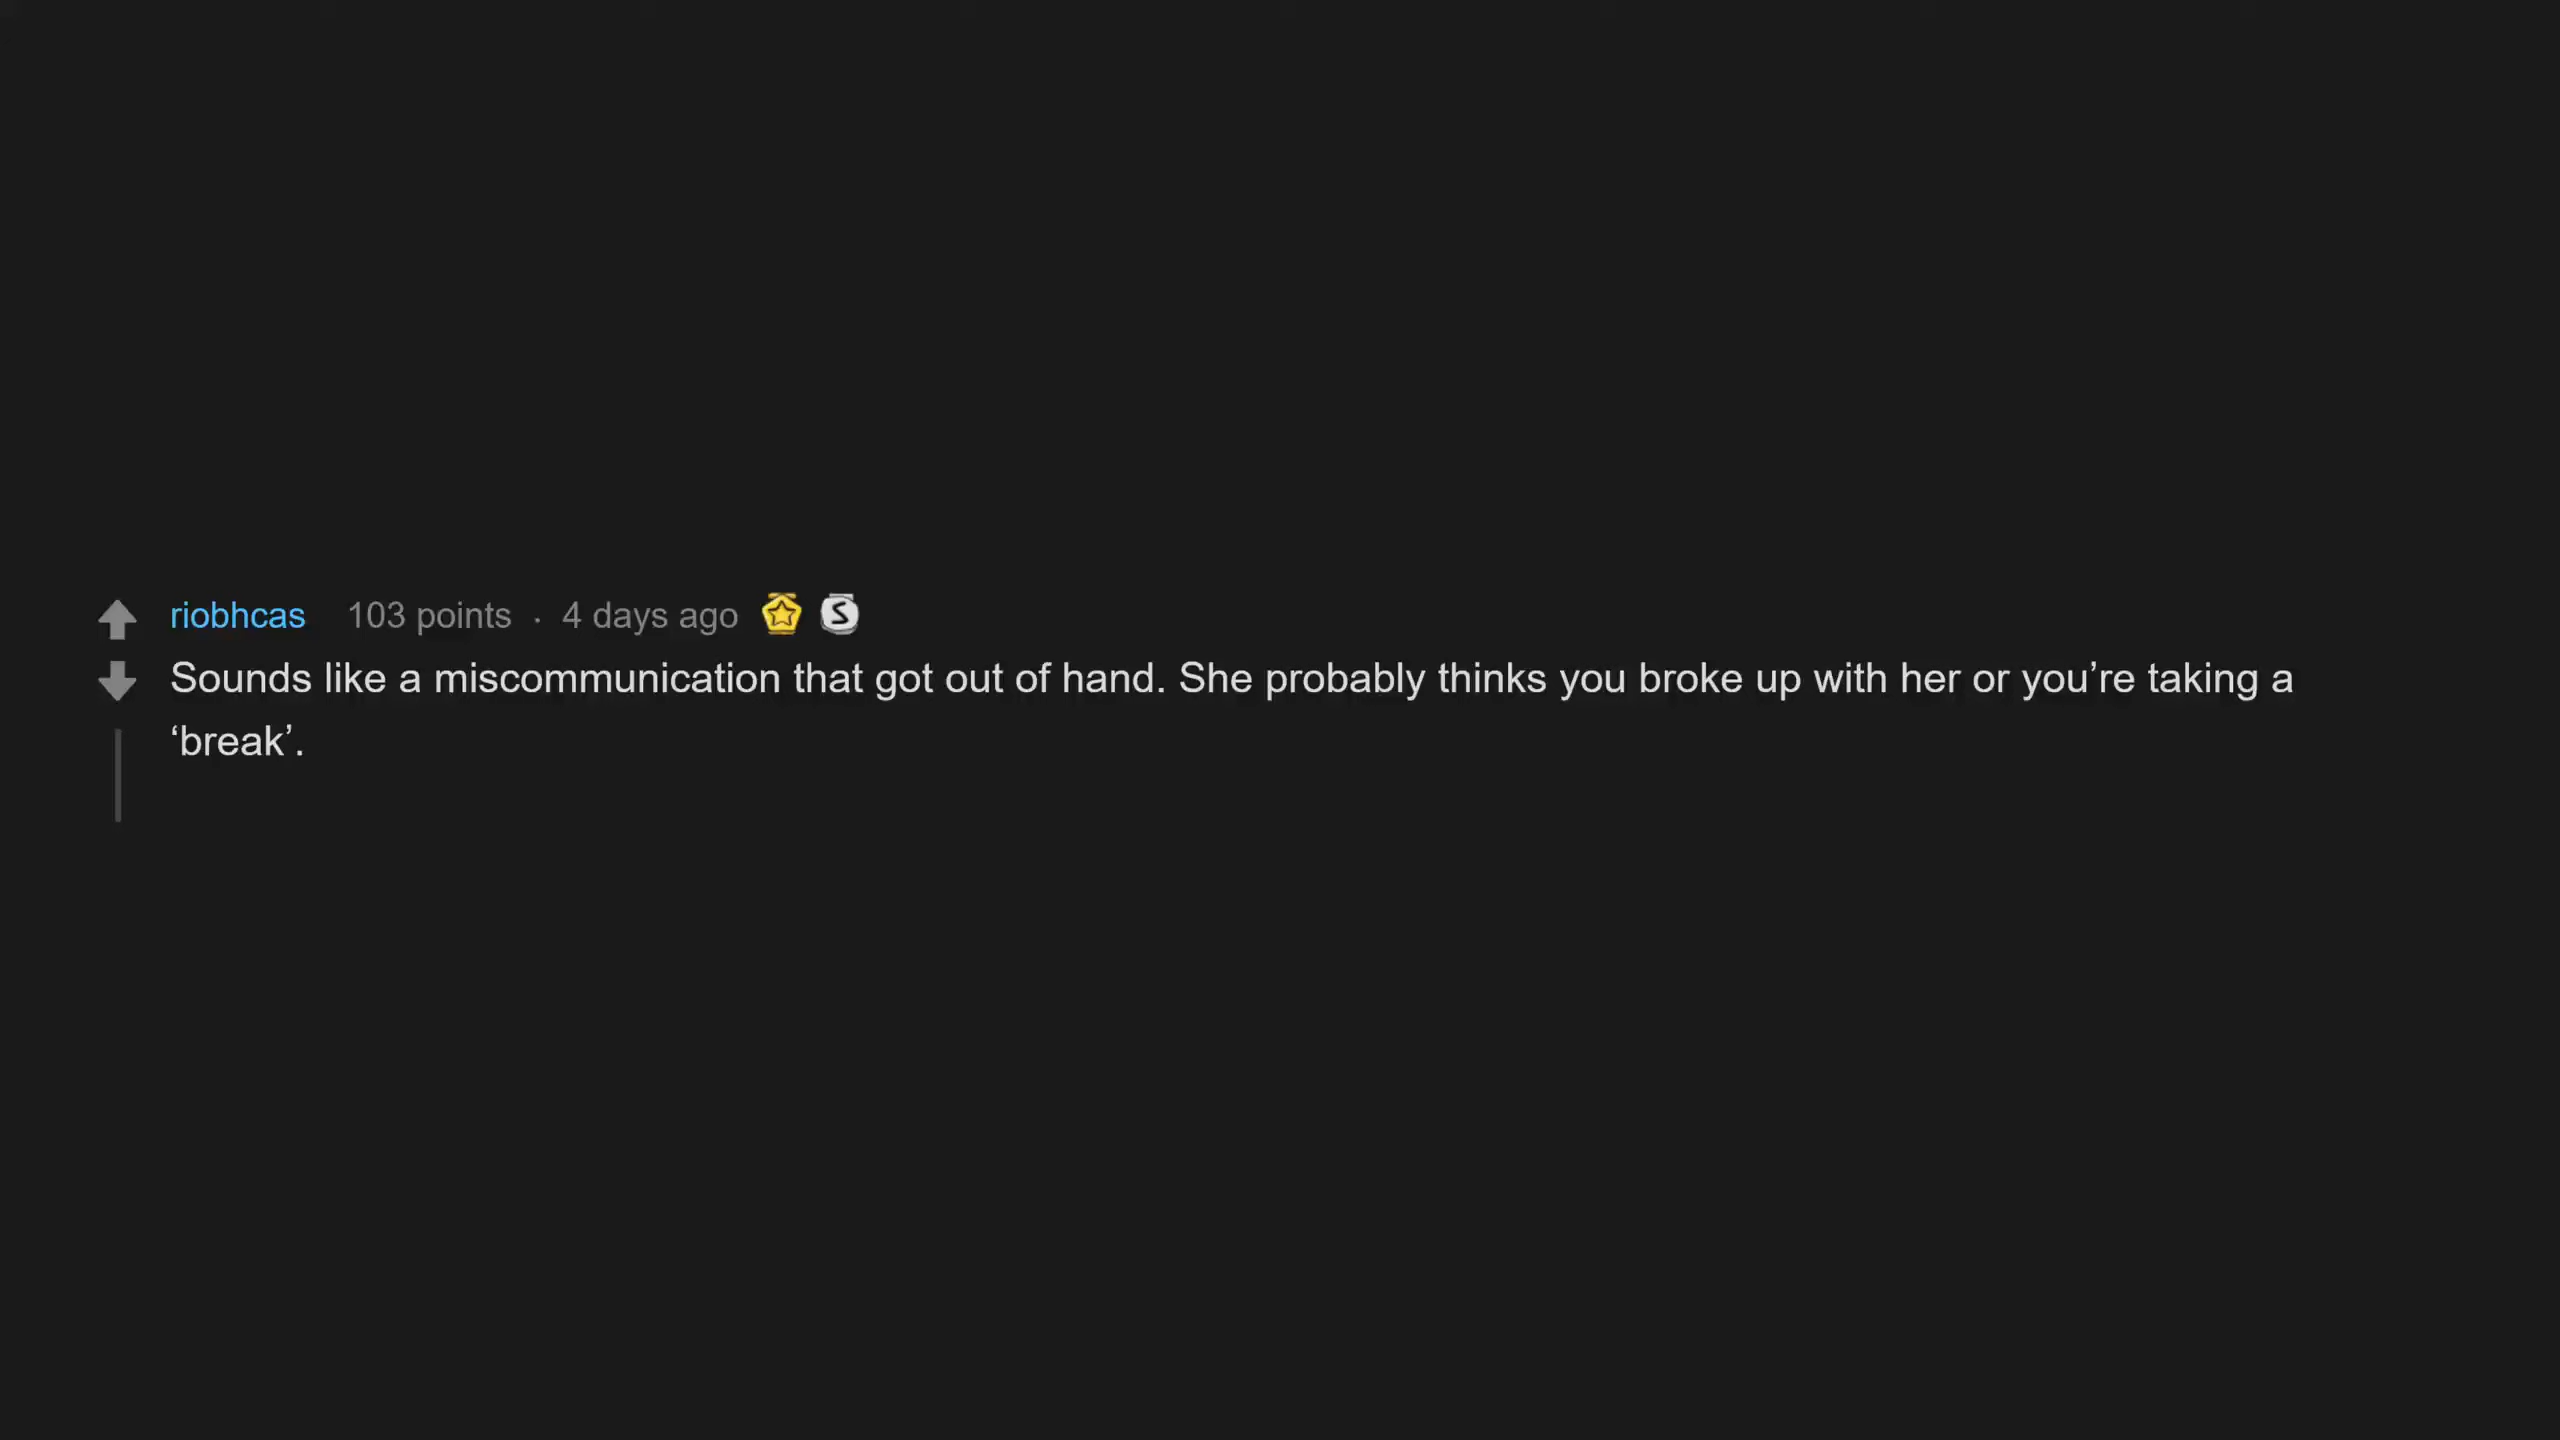 riobhcas 103 points · 4 days ago S
Sounds like a miscommunication that got out of hand. She probably thinks you broke up with her or you’re taking a
‘break’.